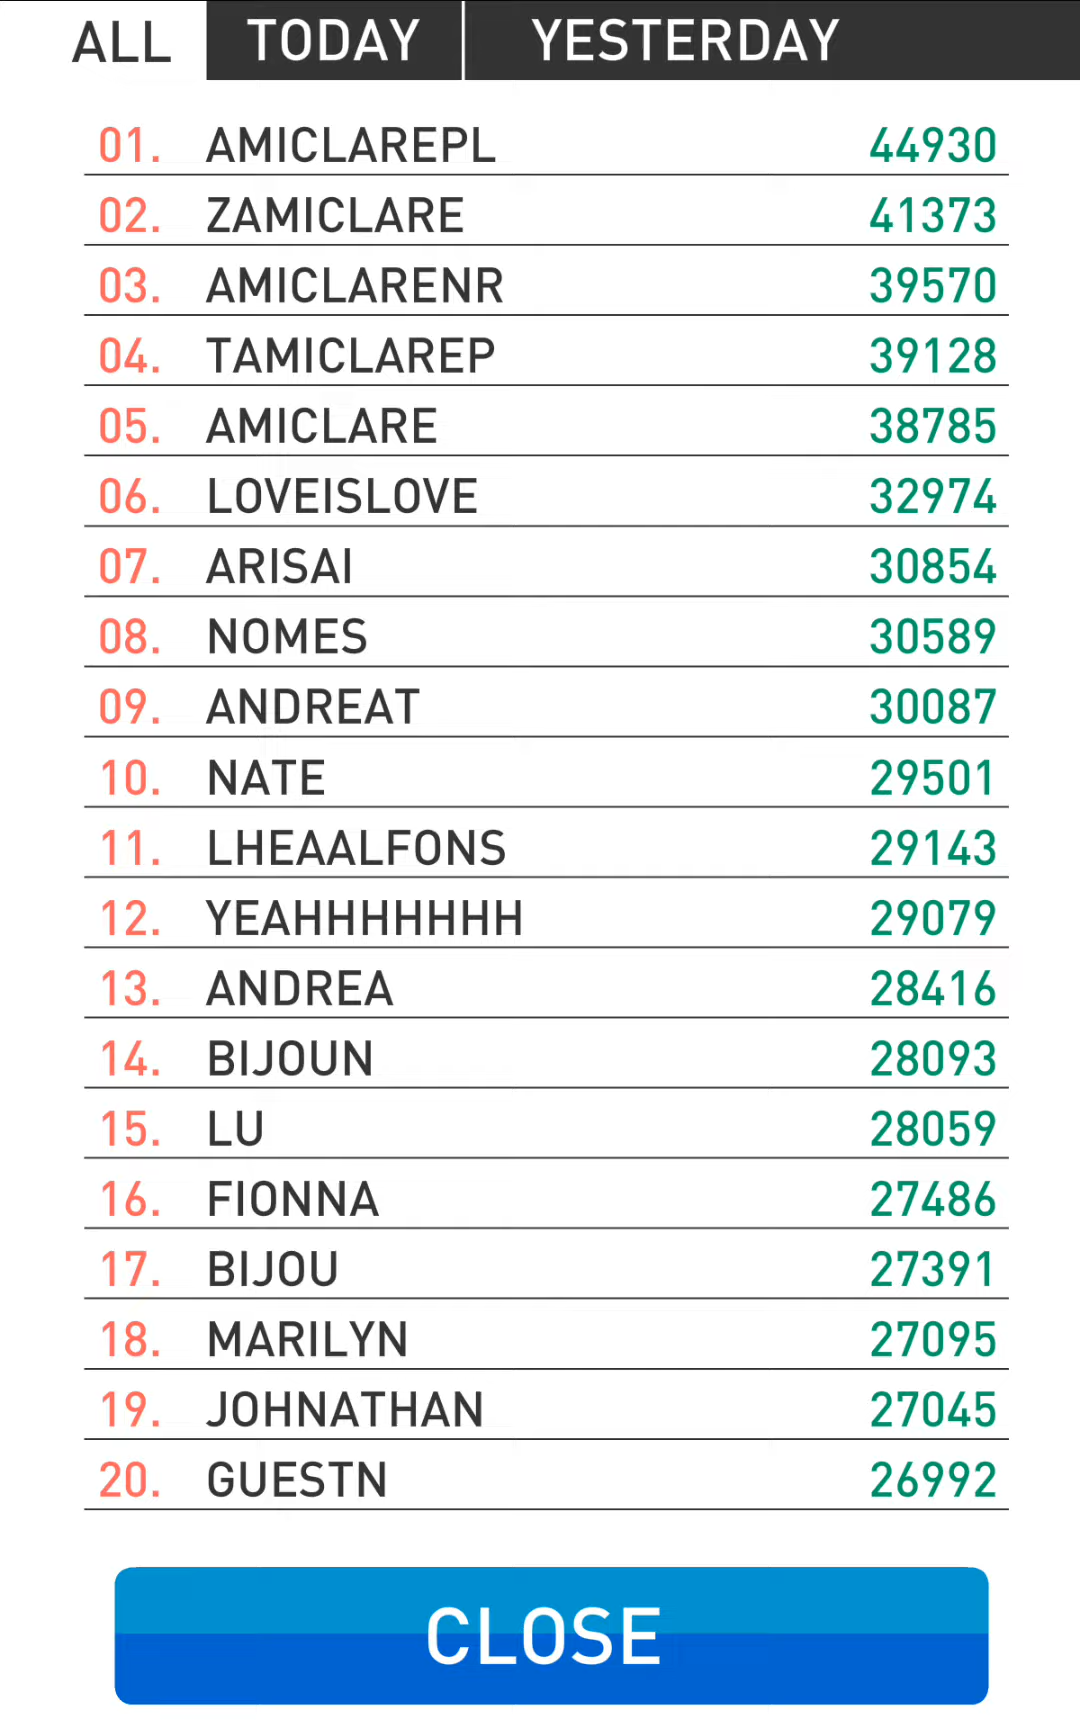 ALL TODAY YESTERDAY
01. AMICLAREPL 44930
02. ZAMICLARE 41373
03. AMICLARENR 39570
04. TAMICLAREP 39128
05. AMICLARE 38785
06. LOVEISLOVE 32974
07. ARISAI 30854
08. NOMES 30589
09. ANDREAT 30087
10. NATE 29501
11. LHEAALFONS 29143
12. YEAHHHHHHH 29079
13. ANDREA 28416
14. BIJOUN 28093
15. LU 28059
16. FIONNA 27486
17. BIJOU 27391
18. MARILYN 27095
19. JOHNATHAN 27045
20. GUESTN 26992
CLOSE